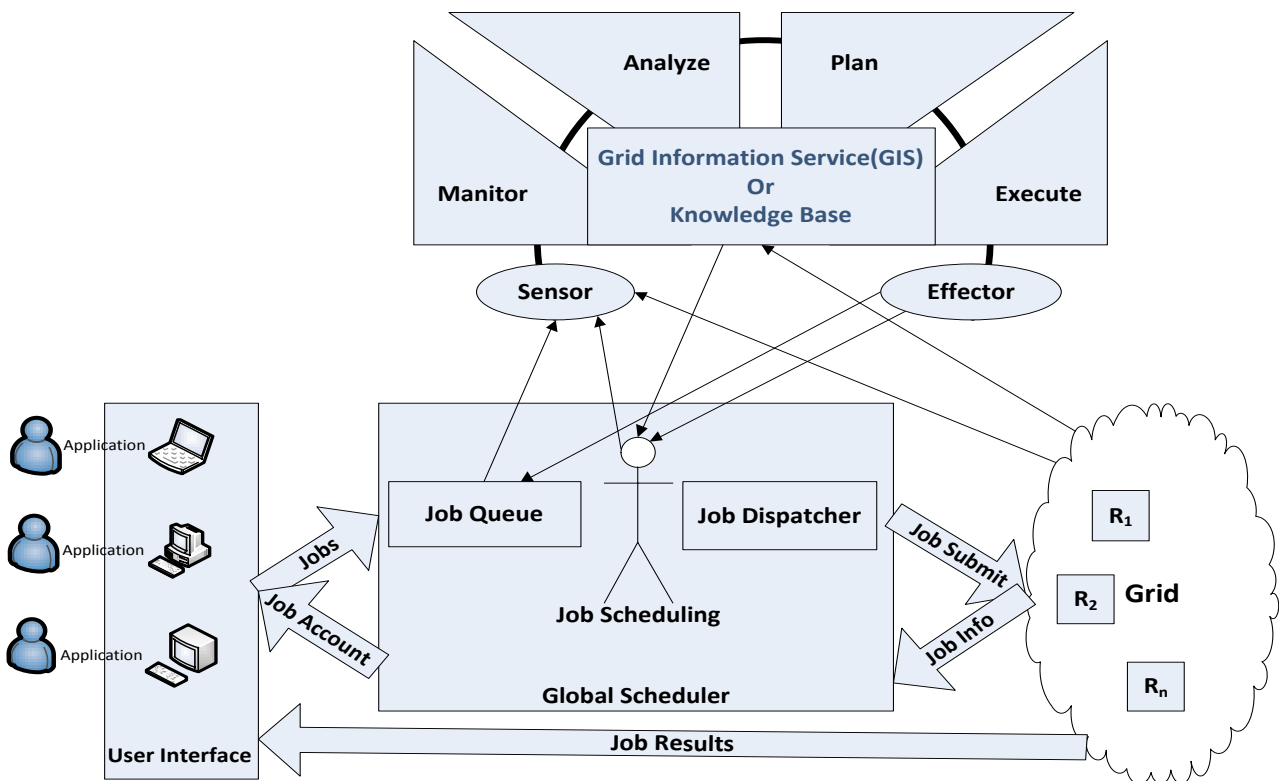 Analyze
Plan
Grid Information Service(GIS)
Or
Knowledge Base
Manitor
Execute
Sensor
Effector
Application
Application
Application
User Interface
Jobs
Job Account
Job Queue
Job Dispatcher
Job Scheduling
Global Scheduler
Job Submit
Job Info
R1
R2
Grid
Rn
Job Results